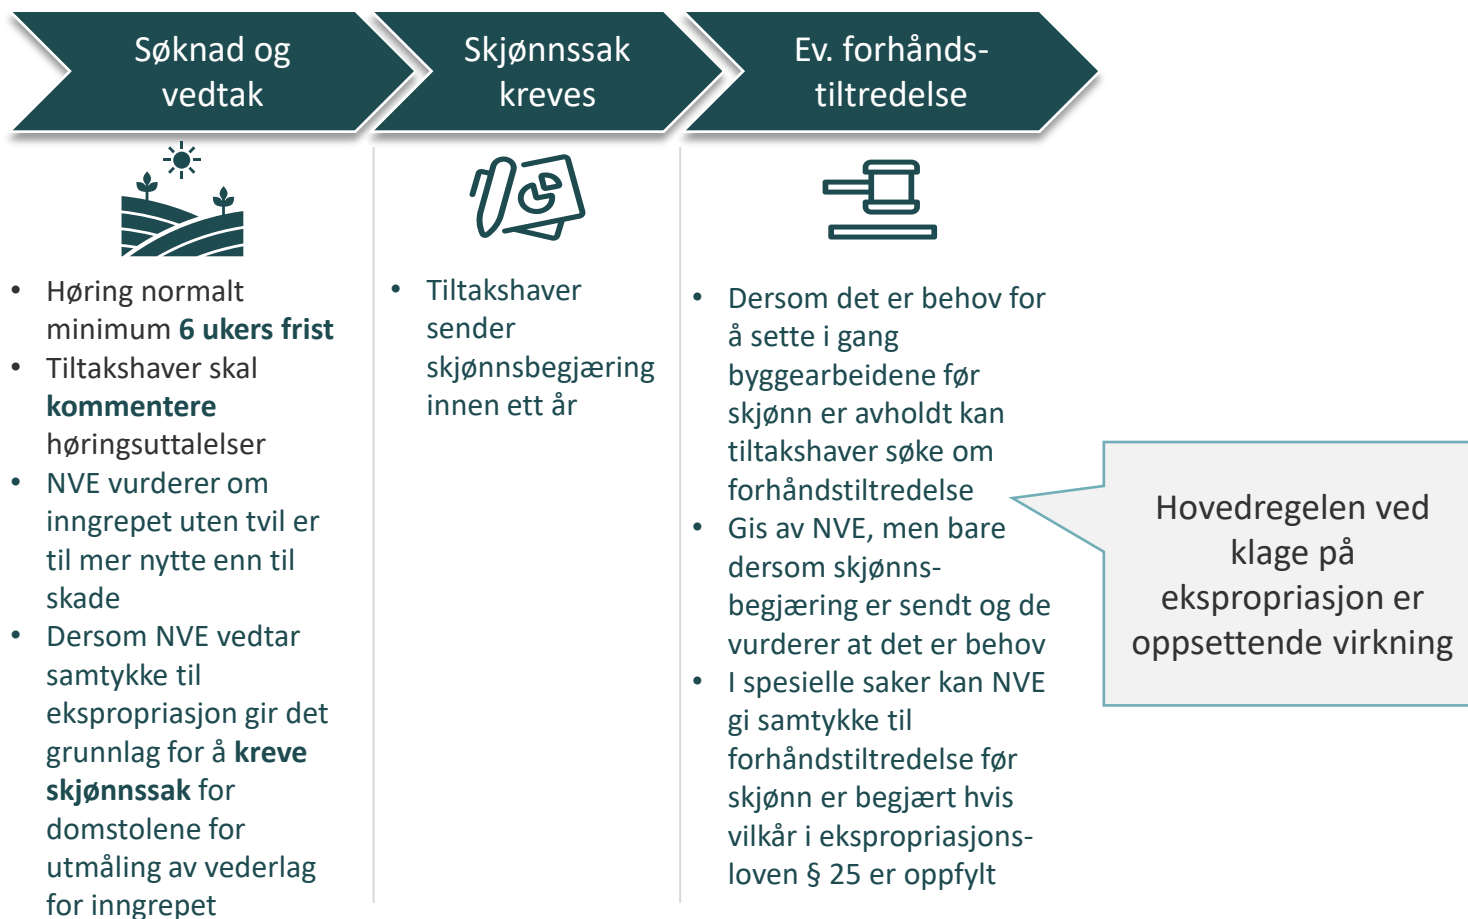 Søknad og
vedtak
Skjønnssak
kreves
Ev. forhånds-
tiltredelse
• Høring normalt
minimum 6 ukers frist
• Tiltakshaver skal
kommentere
høringsuttalelser
• NVE vurderer om
inngrepet uten tvil er
til mer nytte enn til
skade
• Dersom NVE vedtar
samtykke til
ekspropriasjon gir det
grunnlag for å kreve
skjønnssak for
domstolene for
utmåling av vederlag
for inngrepet
• Tiltakshaver
sender
skjønnsbegjæring
innen ett år
• Dersom det er behov for
å sette i gang
byggearbeidene før
skjønn er avholdt kan
tiltakshaver søke om
forhåndstiltredelse
• Gis av NVE, men bare
dersom skjønns-
begjæring er sendt og de
vurderer at det er behov
• I spesielle saker kan NVE
gi samtykke til
forhåndstiltredelse før
skjønn er begjært hvis
vilkår i ekspropriasjons-
loven § 25 er oppfylt
Hovedregelen ved
klage på
ekspropriasjon er
oppsettende virkning